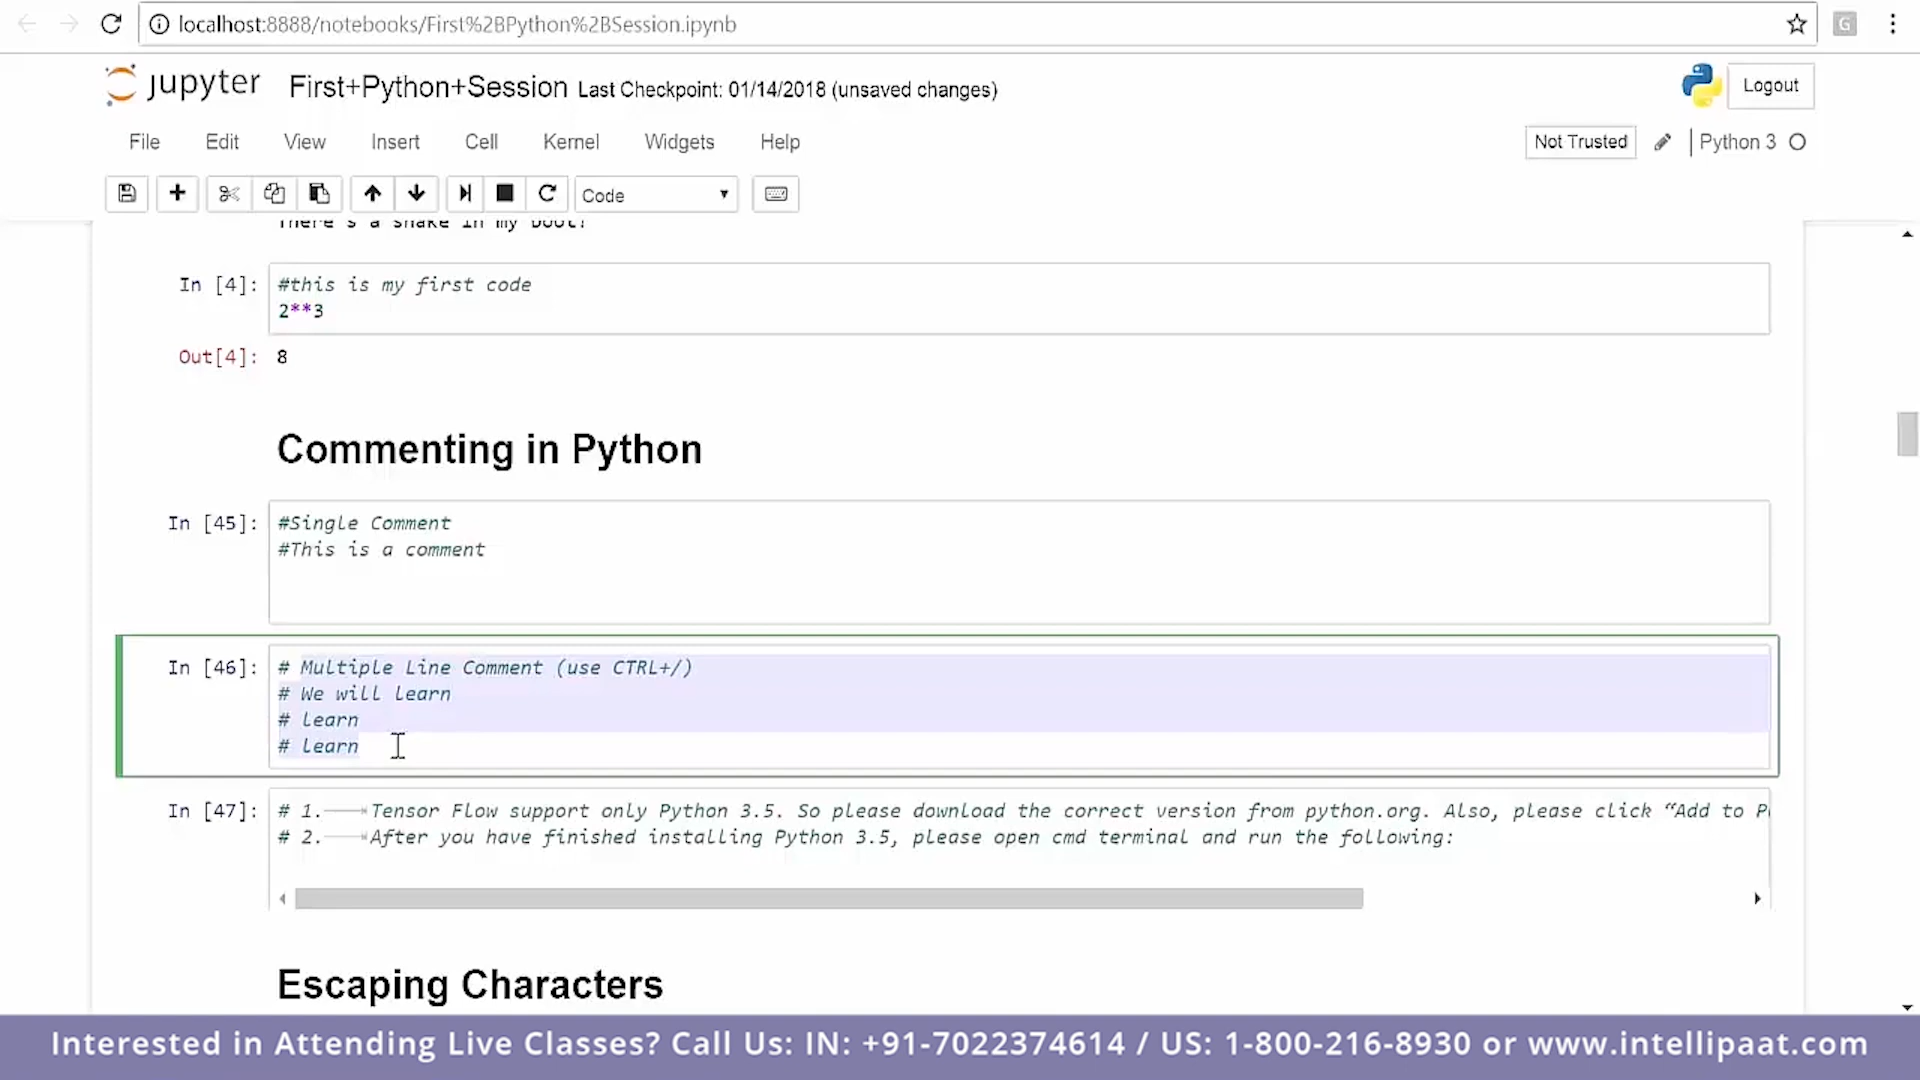 localhost:8888/notebooks/First%2BPython%2BSession.ipynb
G
jupyter First+Python+Session Last Checkpoint: 01/14/2018 (unsaved changes)
Logout
File Edit View Insert Cell Kernel Widgets Help
Not Trusted Python 3
Code
There's a snake in my boot!
In [4]: #this is my first code
2**3
Out[4]: 8
Commenting in Python
In [45]: #Single Comment
#This is a comment
In [46]: # Multiple Line Comment (use CTRL+/)
# We will learn
# learn
# learn
In [47]: # 1. Tensor Flow support only Python 3.5. So please download the correct version from python.org. Also, please click “Add to P
# 2. After you have finished installing Python 3.5, please open cmd terminal and run the following:
Escaping Characters
Interested in Attending Live Classes? Call Us: IN: +91-7022374614 / US: 1-800-216-8930 or www.intellipaat.com